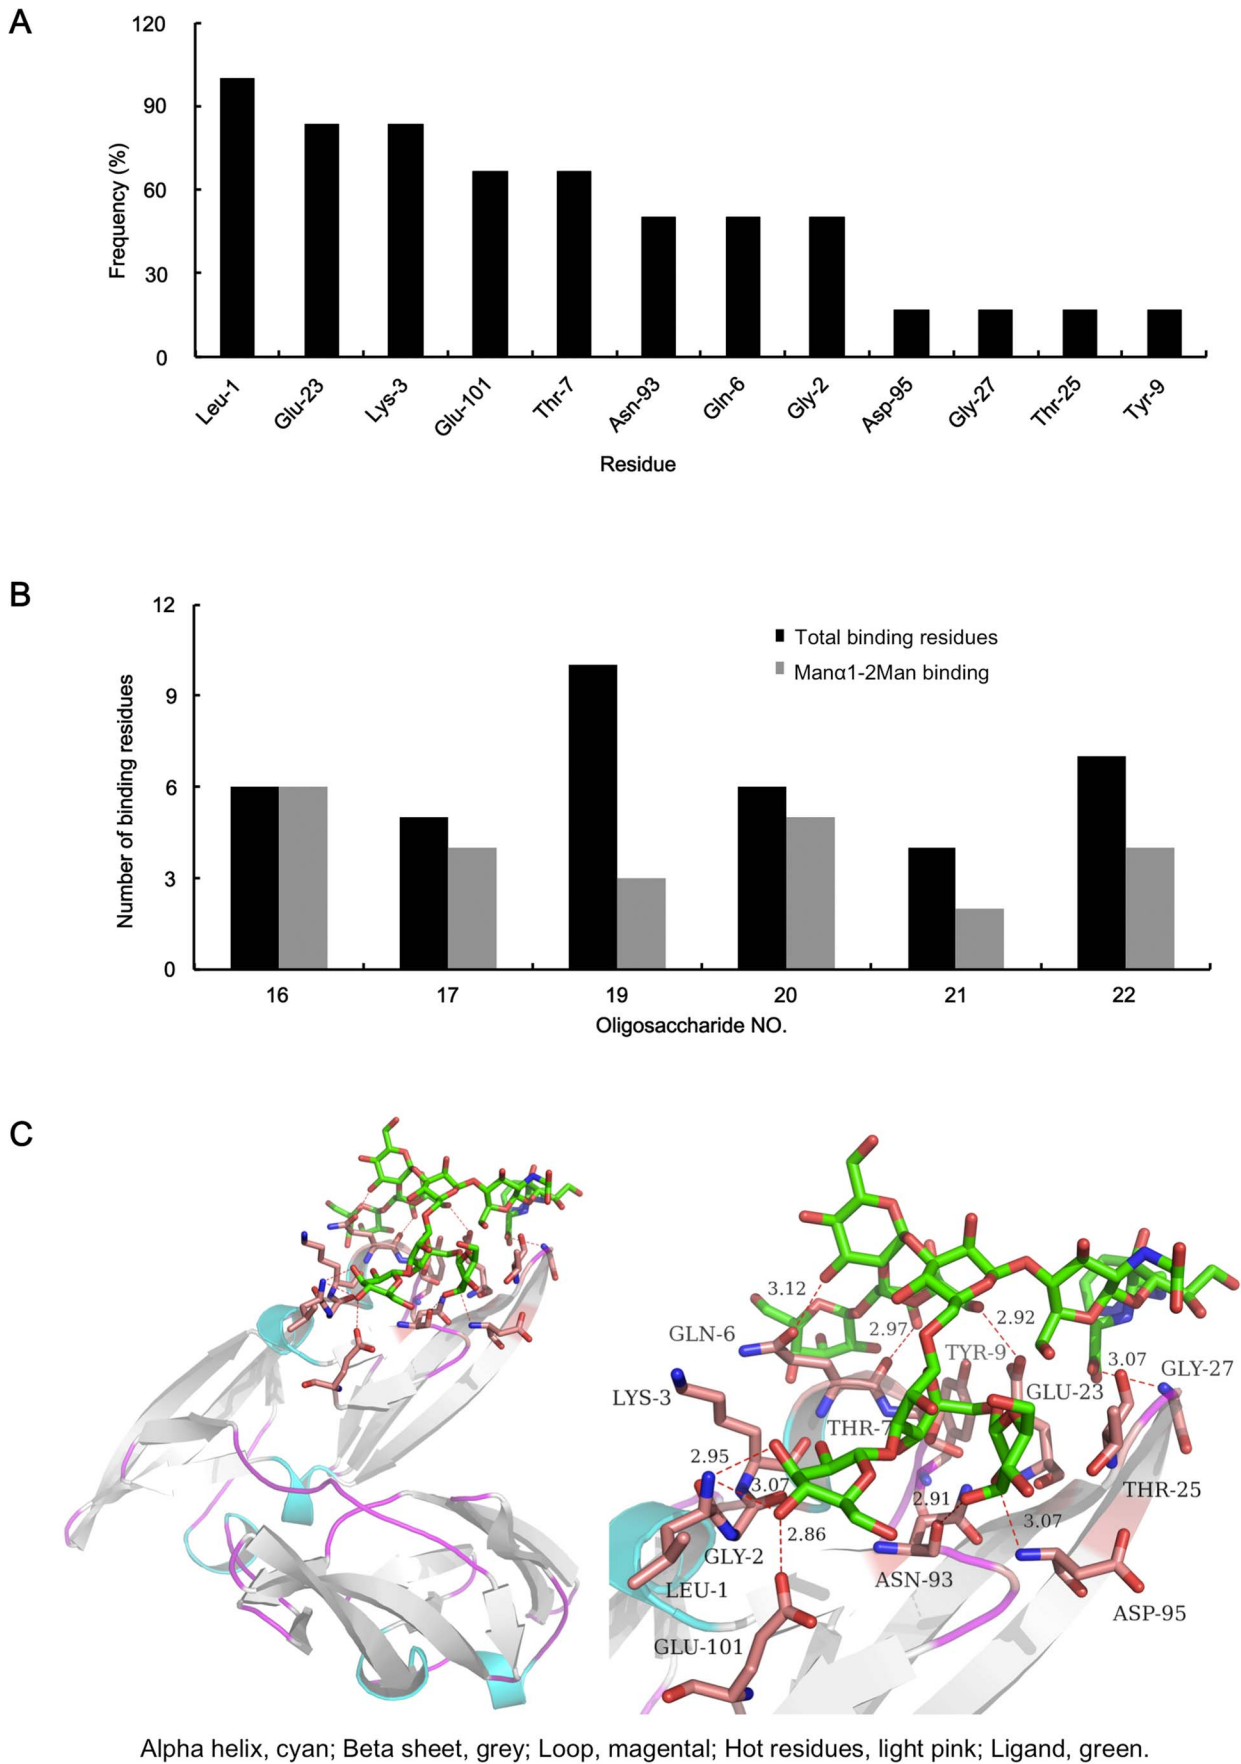 A
120
90
60
30
0
Frequency (%)
Leu-1
Glu-23
Lys-3
Glu-101
Thr-7
Asn-93
Gln-6
Gly-2
Asp-95
Gly-27
Thr-25
Tyr-9
Residue
B
12
9
6
3
0
Number of binding residues
Total binding residues
Manα1-2Man binding
16
17
19
20
21
22
Oligosaccharide NO.
C
3.12
GLN-6
2.97
2.92
TYR-9
3.07
GLY-27
LYS-3
GLU-23
THR-7
2.95
3.07
THR-25
2.91
2.86
3.07
GLY-2
LEU-1
ASN-93
ASP-95
GLU-101
Alpha helix, cyan; Beta sheet, grey; Loop, magental; Hot residues, light pink; Ligand, green.